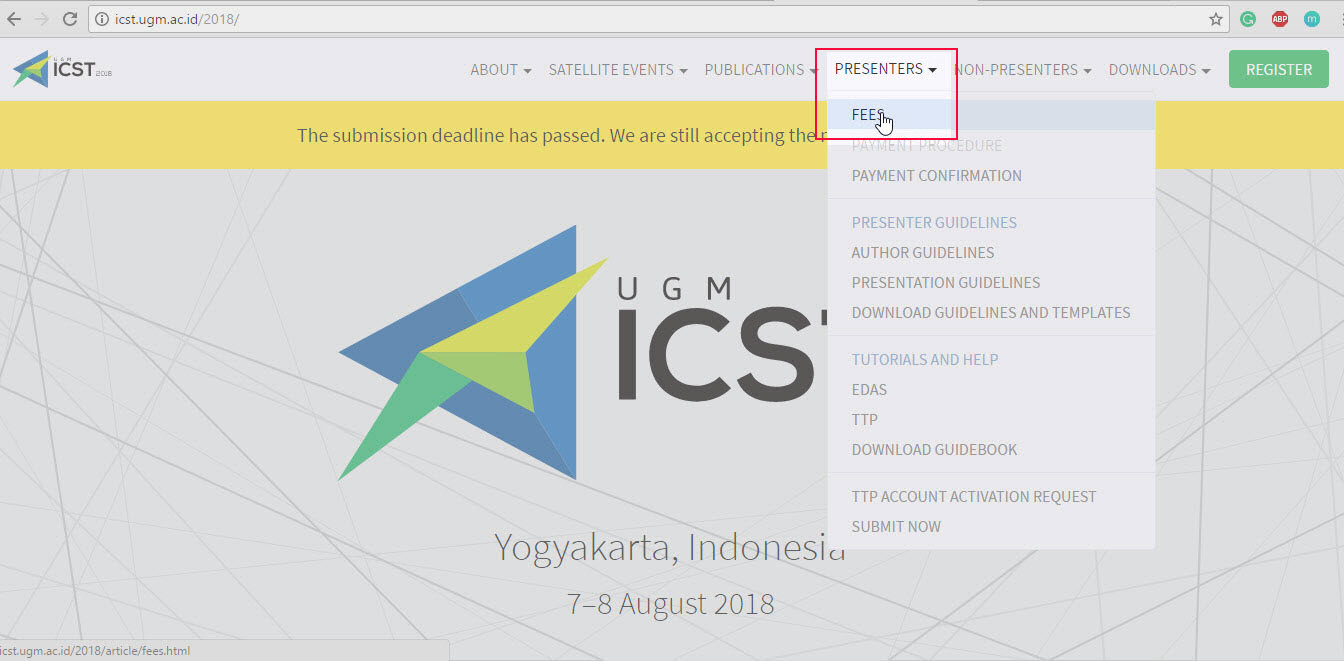 icst.ugm.ac.id/2018/
ABP
m
UGM
ICST 2018
ABOUT
SATELLITE EVENTS
PUBLICATIONS
PRESENTERS
NON-PRESENTERS
DOWNLOADS
REGISTER
The submission deadline has passed. We are still accepting the
FEES
PAYMENT PROCEDURE
PAYMENT CONFIRMATION
PRESENTER GUIDELINES
AUTHOR GUIDELINES
PRESENTATION GUIDELINES
DOWNLOAD GUIDELINES AND TEMPLATES
TUTORIALS AND HELP
EDAS
TTP
DOWNLOAD GUIDEBOOK
TTP ACCOUNT ACTIVATION REQUEST
SUBMIT NOW
UGM
ICST
Yogyakarta, Indonesia
7–8 August 2018
icst.ugm.ac.id/2018/article/fees.html